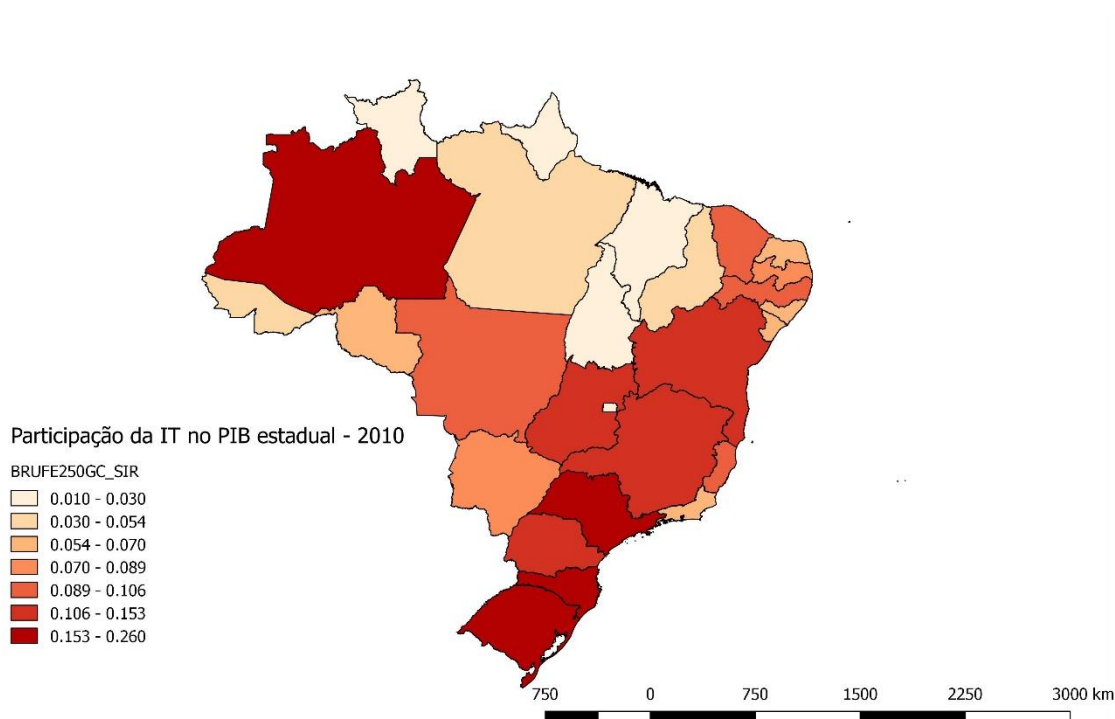 Participação da IT no PIB estadual - 2010
BRUFE250GC_SIR
0.010 - 0.030
0.030 - 0.054
0.054 - 0.070
0.070 - 0.089
0.089 - 0.106
0.106 - 0.153
0.153 - 0.260
750 0 750 1500 2250 3000 km